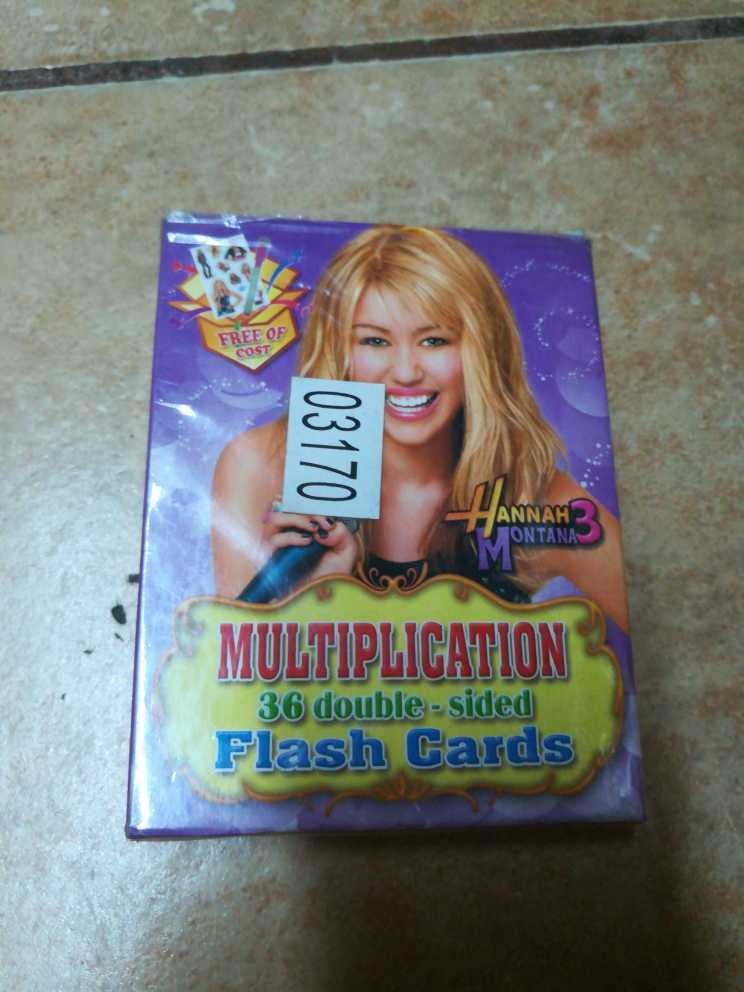 FREE OF
COST
03170
HANNAH 3
MONTANA
MULTIPLICATION
36 double-sided
Flash Cards